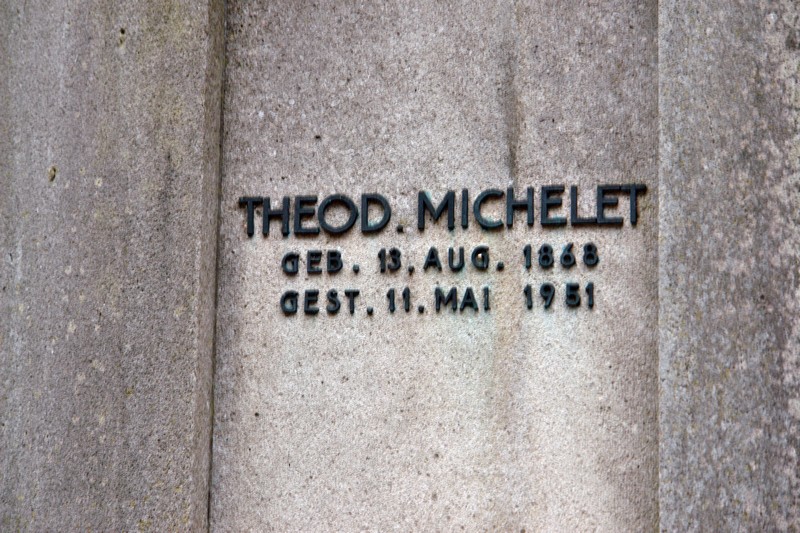 THEOD. MICHELET
GEB. 13. AUG. 1868
GEST. 11. MAI 1951